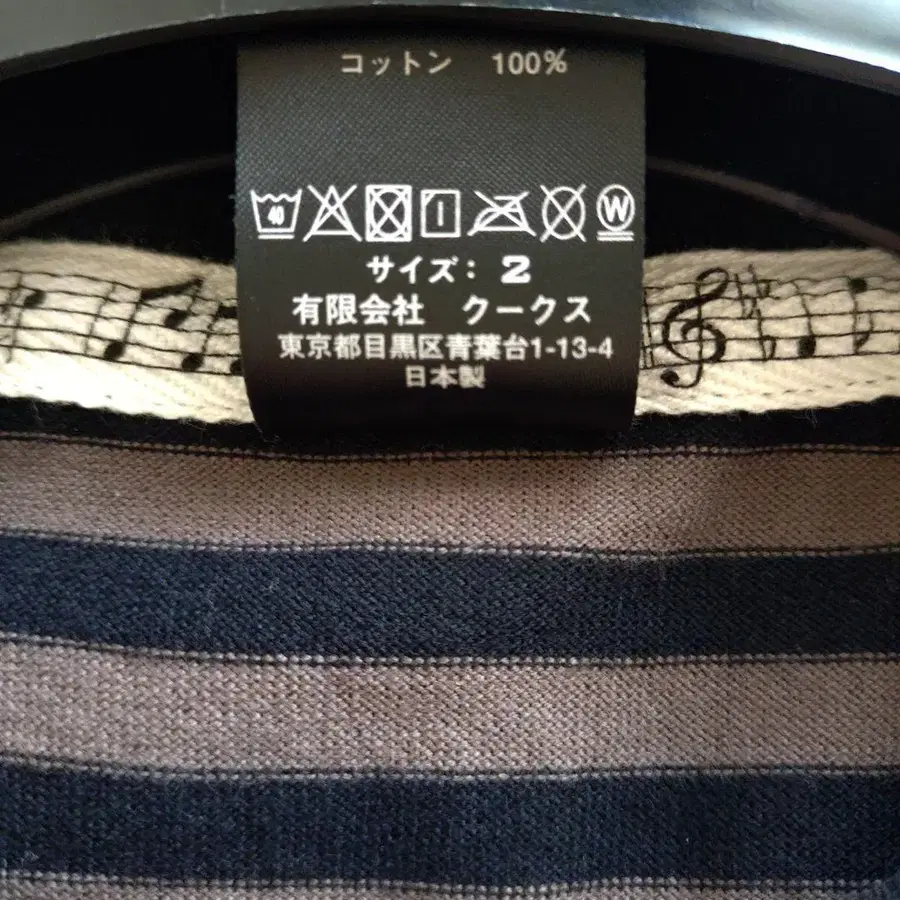 コットン 100%
40 W
サイズ: 2
有限会社 クークス
東京都目黒区青葉台1-13-4
日本製